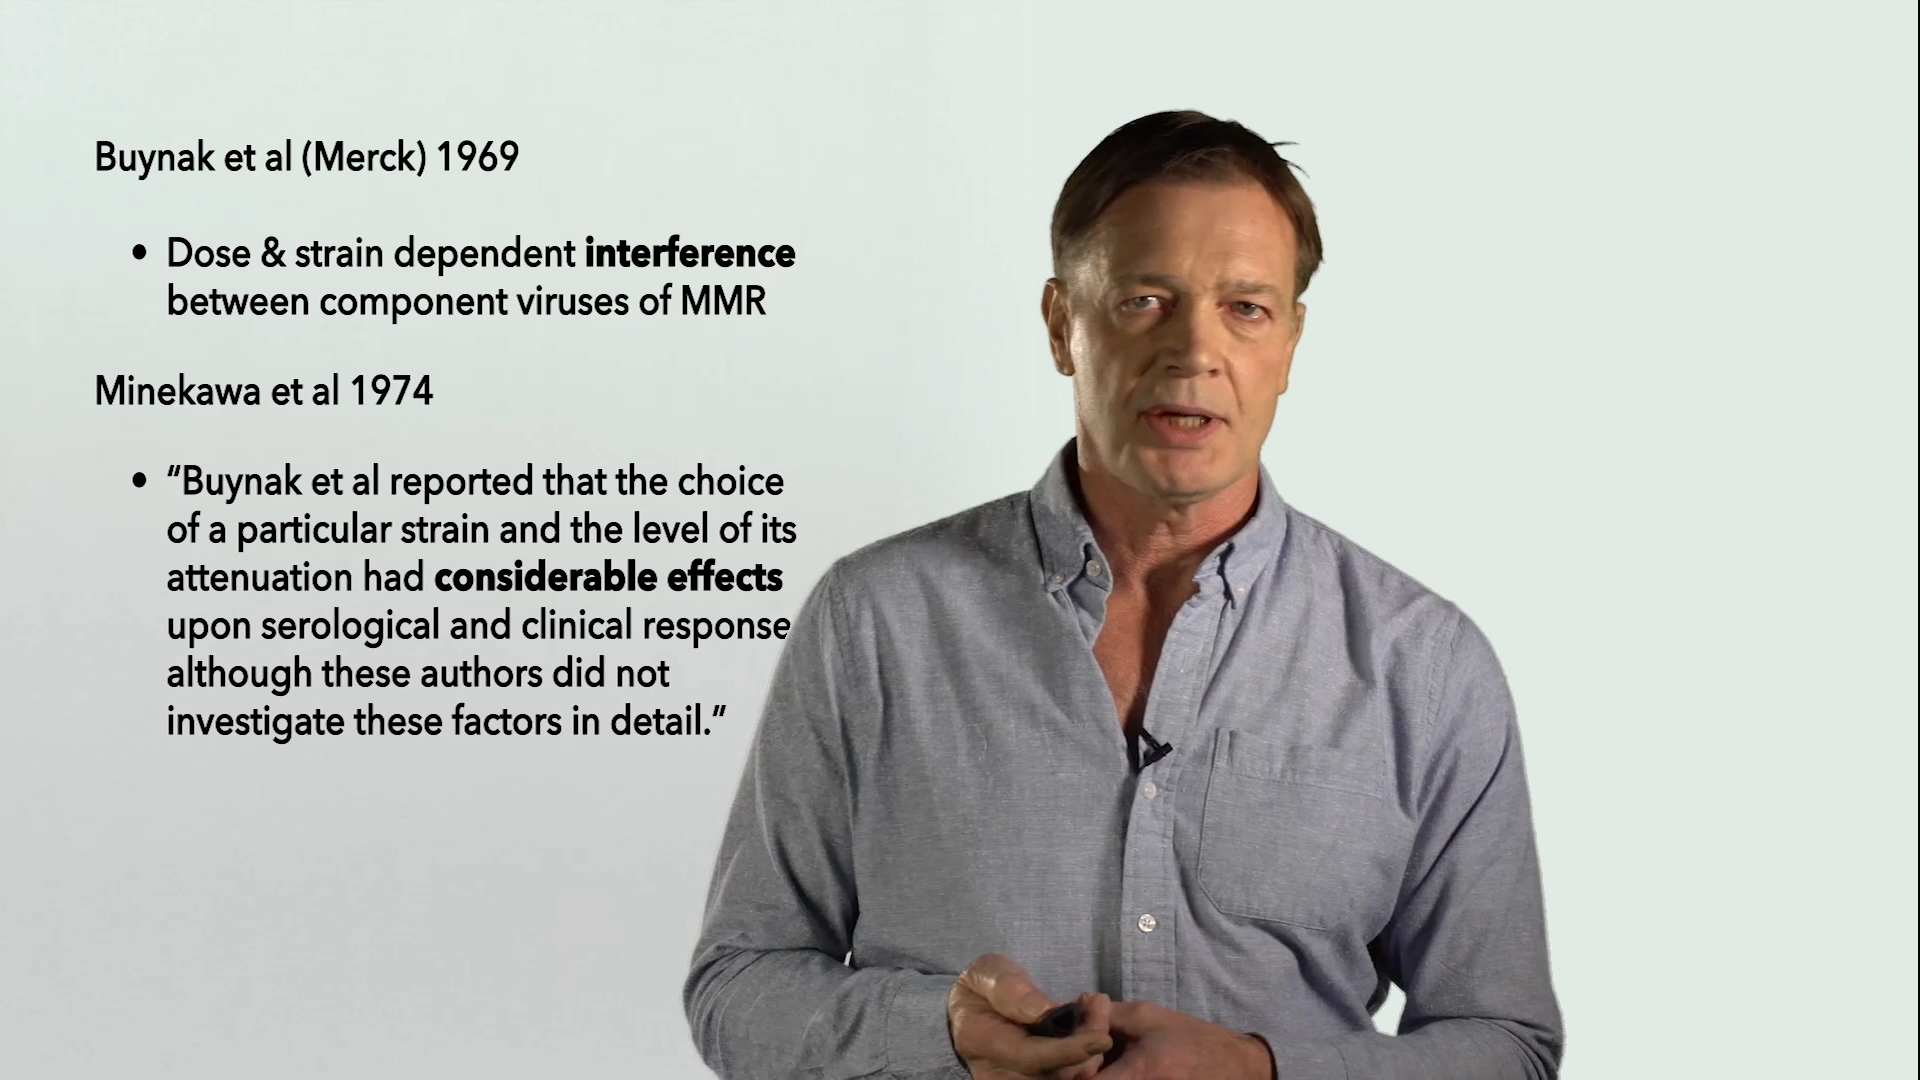 Buynak et al (Merck) 1969
• Dose & strain dependent interference
between component viruses of MMR
Minekawa et al 1974
• “Buynak et al reported that the choice
of a particular strain and the level of its
attenuation had considerable effects
upon serological and clinical response
although these authors did not
investigate these factors in detail.”